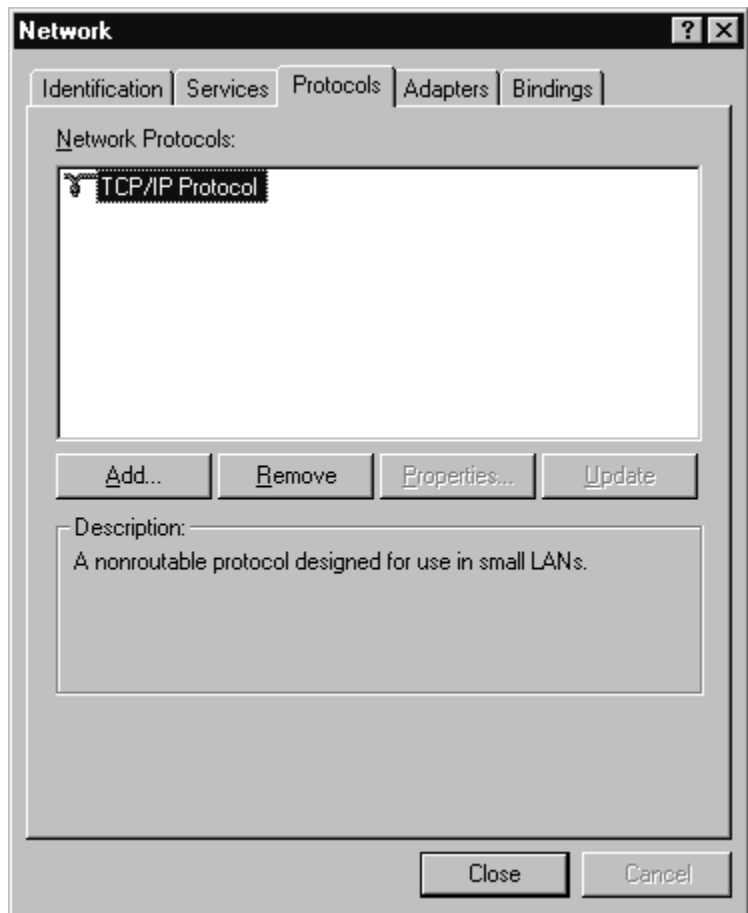 Network
Identification Services Protocols Adapters Bindings
Network Protocols:
TCP/IP Protocol
Add... Remove Properties... Update
Description:
A nonroutable protocol designed for use in small LANs.
Close Cancel